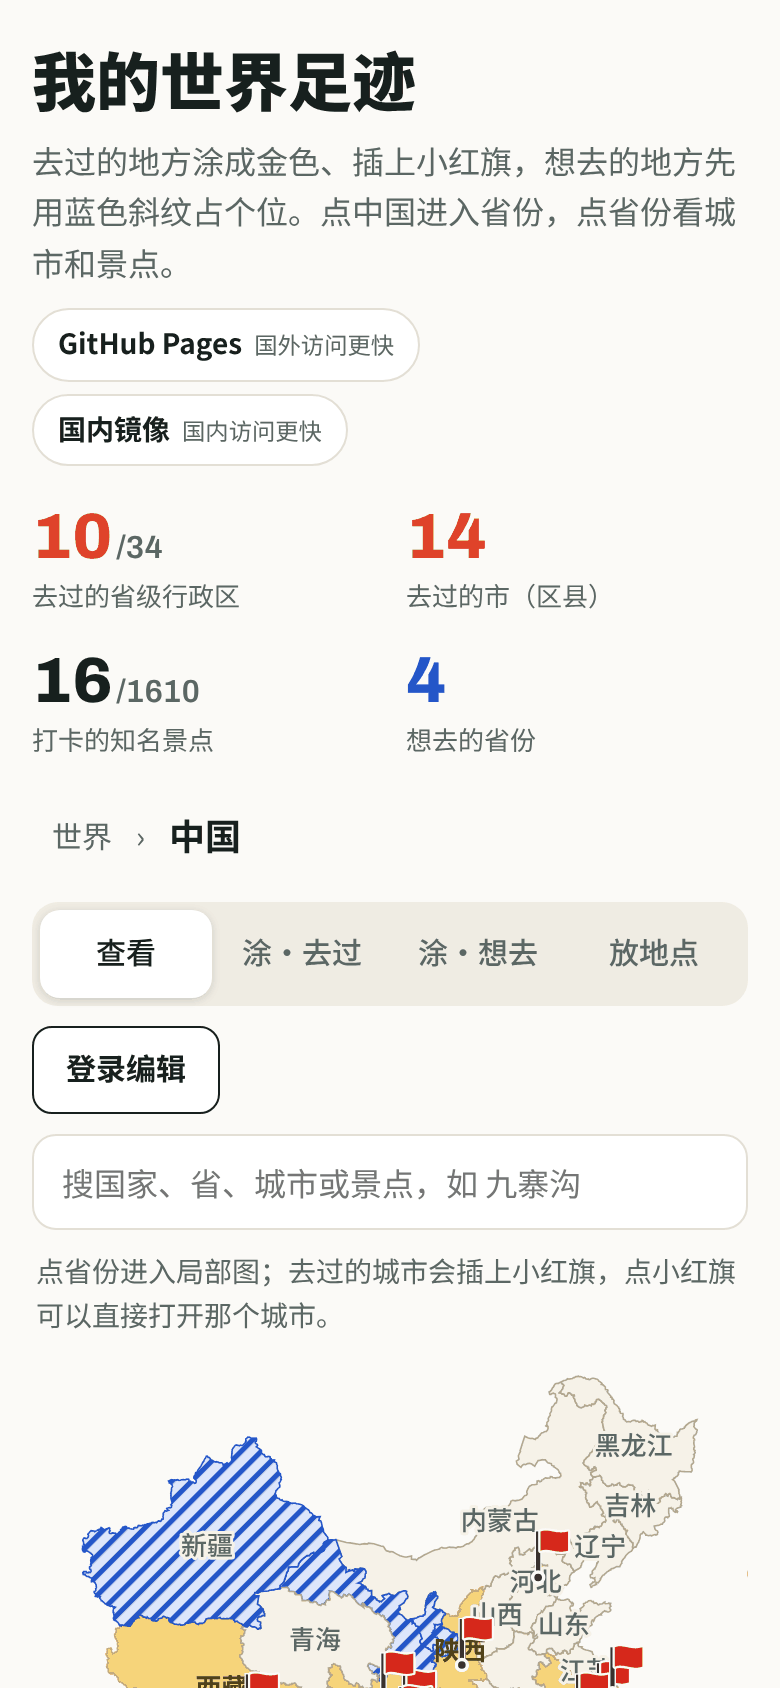 我的世界足迹
去过的地方涂成金色、插上小红旗，想去的地方先
用蓝色斜纹占个位。点中国进入省份，点省份看城
市和景点。
GitHub Pages 国外访问更快
国内镜像 国内访问更快
10/34
去过的省级行政区
14
去过的市（区县）
16/1610
打卡的知名景点
4
想去的省份
世界 › 中国
查看 涂・去过 涂・想去 放地点
登录编辑
搜国家、省、城市或景点，如 九寨沟
点省份进入局部图；去过的城市会插上小红旗，点小红旗
可以直接打开那个城市。
黑龙江
吉林
内蒙古
辽宁
新疆
河北
山西
山东
青海
陕西
江苏
西藏